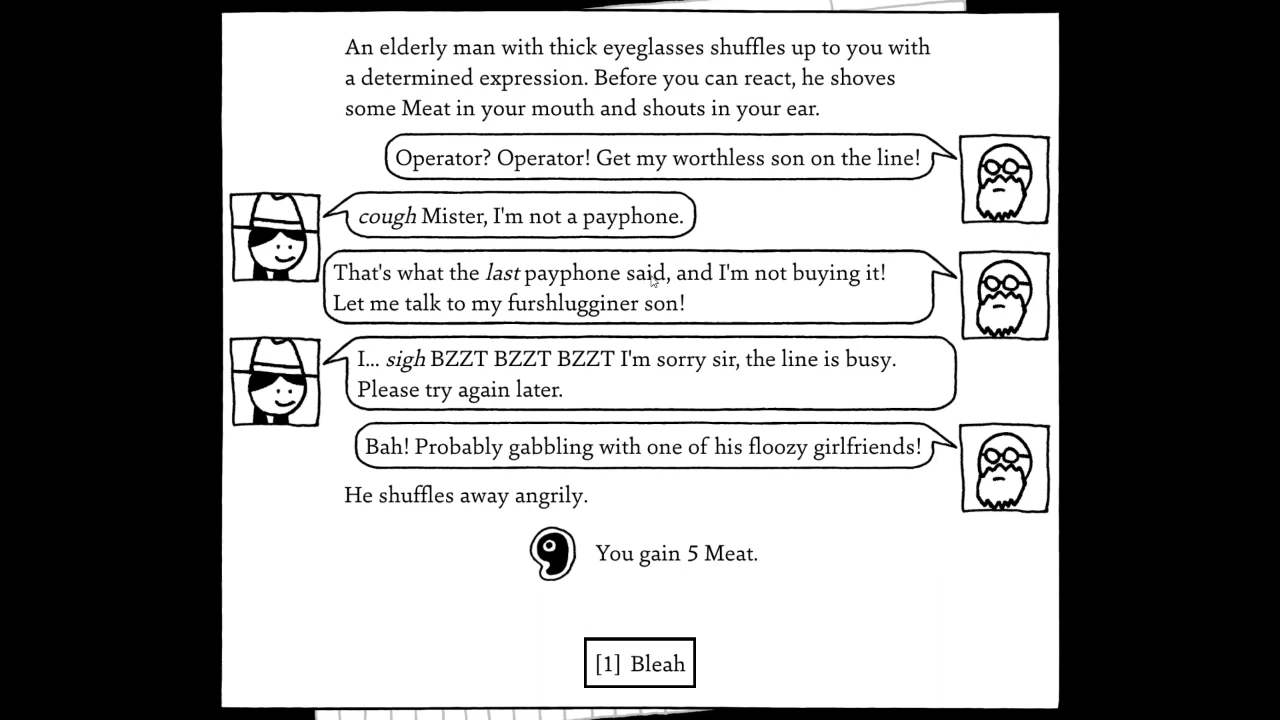 An elderly man with thick eyeglasses shuffles up to you with
a determined expression. Before you can react, he shoves
some Meat in your mouth and shouts in your ear.
Operator? Operator! Get my worthless son on the line!
cough Mister, I'm not a payphone.
That's what the last payphone said, and I'm not buying it!
Let me talk to my furshlugginer son!
I... sigh BZZT BZZT BZZT I'm sorry sir, the line is busy.
Please try again later.
Bah! Probably gabbling with one of his floozy girlfriends!
He shuffles away angrily.
You gain 5 Meat.
[1] Bleah